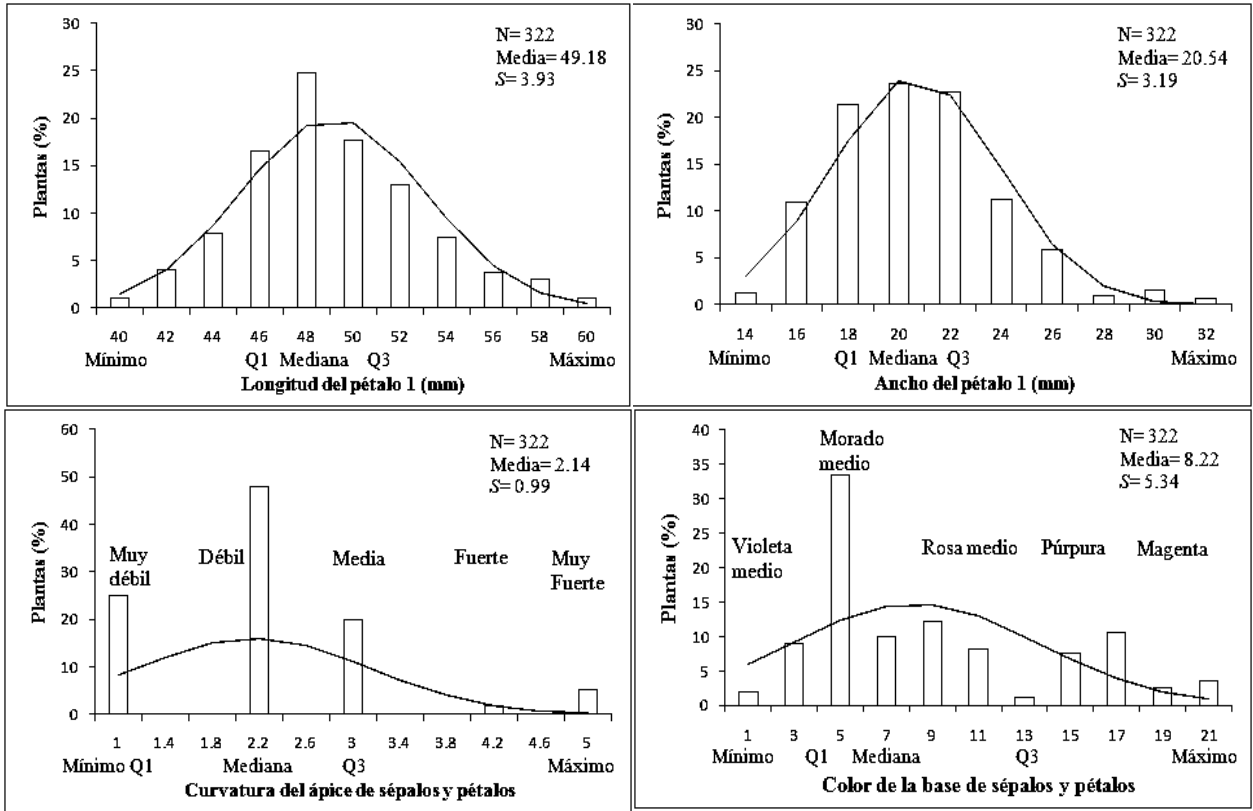 30
25
20
15
10
5
0
Plantas (%)
N= 322
Media= 49.18
S= 3.93
40 42 44 46 48 50 52 54 56 58 60
Mínimo Q1 Mediana Q3 Máximo
Longitud del pétalo 1 (mm)
30
25
20
15
10
5
0
Plantas (%)
N= 322
Media= 20.54
S= 3.19
14 16 18 20 22 24 26 28 30 32
Mínimo Q1 Mediana Q3 Máximo
Ancho del pétalo 1 (mm)
60
50
40
30
20
10
0
Plantas (%)
N= 322
Media= 2.14
S= 0.99
Muy
débil
Débil
Media
Fuerte
Muy
Fuerte
1 1.4 1.8 2.2 2.6 3 3.4 3.8 4.2 4.6 5
Mínimo Q1 Mediana Q3 Máximo
Curvatura del ápice de sépalos y pétalos
40
35
30
25
20
15
10
5
0
Plantas (%)
N= 322
Media= 8.22
S= 5.34
Violeta
medio
Morado
medio
Rosa medio
Púrpura
Magenta
1 3 5 7 9 11 13 15 17 19 21
Mínimo Q1 Mediana Q3 Máximo
Color de la base de sépalos y pétalos